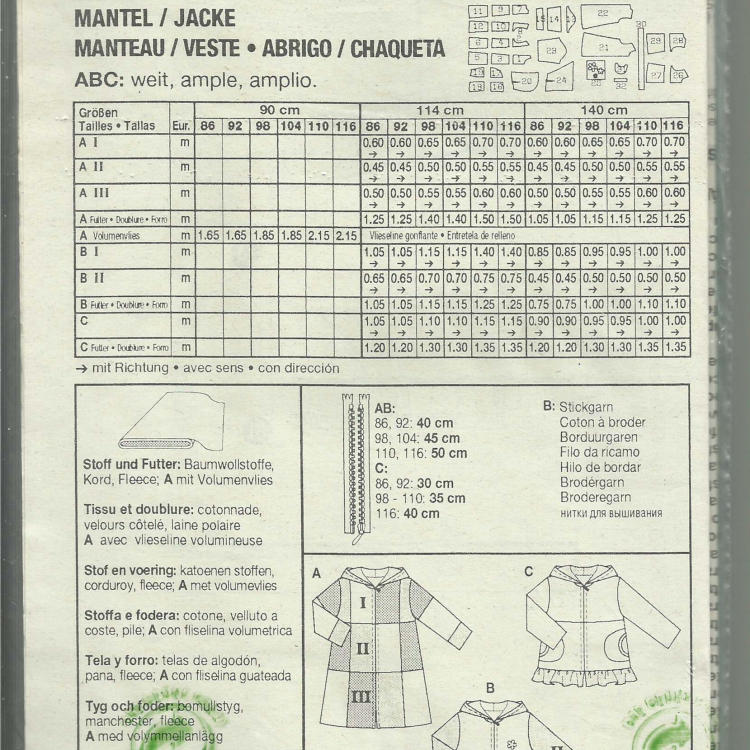 MANTEL / JACKE
MANTEAU / VESTE • ABRIGO / CHAQUETA
ABC: weit, ample, amplio.
Größen 90 cm 114 cm 140 cm
Tailles • Tallas Eur. 86 92 98 104 110 116 86 92 98 104 110 116 86 92 98 104 110 116
A I m 0.60 0.60 0.65 0.65 0.70 0.70 0.60 0.60 0.65 0.65 0.70 0.70
→ → → → → → → → → → → →
A II m 0.45 0.45 0.50 0.50 0.55 0.55 0.45 0.45 0.50 0.50 0.55 0.55
→ → → → → → → → → → → →
A III m 0.50 0.50 0.55 0.55 0.60 0.60 0.50 0.50 0.55 0.55 0.60 0.60
→ → → → → → → → → → → →
A Futter • Doublure • Forro m 1.25 1.25 1.40 1.40 1.50 1.50 1.05 1.05 1.15 1.15 1.25 1.25
A Volumenvlies m 1.65 1.65 1.85 1.85 2.15 2.15 Vlieseline gonflante • Entretela de relleno
B I m 1.05 1.05 1.15 1.15 1.40 1.40 0.85 0.85 0.95 0.95 1.00 1.00
→ → → → → → → → → → → →
B II m 0.65 0.65 0.70 0.70 0.75 0.75 0.45 0.45 0.50 0.50 0.50 0.50
→ → → → → → → → → → → →
B Futter • Doublure • Forro m 1.05 1.05 1.15 1.15 1.25 1.25 0.75 0.75 1.00 1.00 1.10 1.10
C m 1.05 1.05 1.10 1.10 1.15 1.15 0.90 0.90 0.95 0.95 1.00 1.00
→ → → → → → → → → → → →
C Futter • Doublure • Forro m 1.20 1.20 1.30 1.30 1.35 1.35 1.20 1.20 1.30 1.30 1.35 1.35
→ mit Richtung • avec sens • con dirección
Stoff und Futter: Baumwollstoffe,
Kord, Fleece; A mit Volumenvlies
Tissu et doublure: cotonnade,
velours côtelé, laine polaire
A avec vlieseline volumineuse
Stof en voering: katoenen stoffen,
corduroy, fleece; A met volumevlies
Stoffa e fodera: cotone, velluto a
coste, pile; A con fliselina volumetrica
Tela y forro: telas de algodón,
pana, fleece; A con fliselina guateada
Tyg och foder: bomullstyg,
manchester, fleece
A med volymmellanlägg
AB:
86, 92: 40 cm
98, 104: 45 cm
110, 116: 50 cm
C:
86, 92: 30 cm
98 - 110: 35 cm
116: 40 cm
B: Stickgarn
Coton à broder
Borduurgaren
Filo da ricamo
Hilo de bordar
Brodérgarn
Broderegarn
нитки для вышивания
A
I
II
III
C
B
II